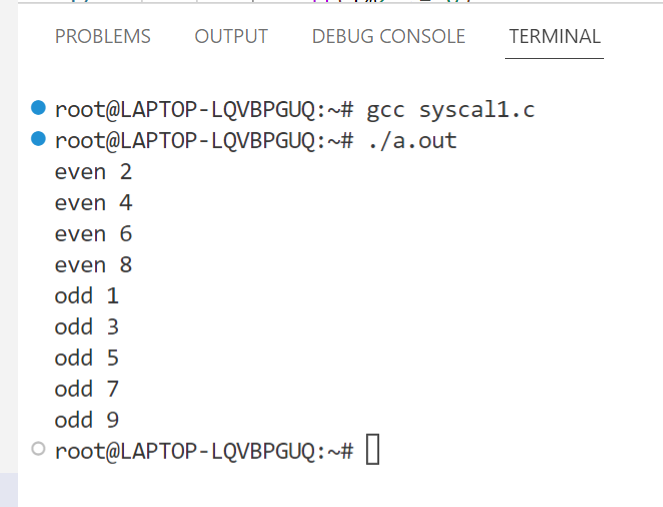 PROBLEMS OUTPUT DEBUG CONSOLE TERMINAL
root@LAPTOP-LQVBPGUQ:~# gcc syscal1.c
root@LAPTOP-LQVBPGUQ:~# ./a.out
even 2
even 4
even 6
even 8
odd 1
odd 3
odd 5
odd 7
odd 9
root@LAPTOP-LQVBPGUQ:~#